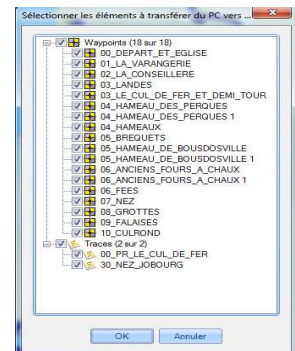 Sélectionner les éléments à transférer du PC vers ...
Waypoints (18 sur 18)
00_DEPART_ET_EGLISE
01_LA_VARANGERIE
02_LA_CONSEILLERE
03_LANDES
03_LE_CUL_DE_FER_ET_DEMI_TOUR
04_HAMEAU_DES_PERQUES
04_HAMEAU_DES_PERQUES 1
04_HAMEAUX
05_BREQUETS
05_HAMEAU_DE_BOUSDOSVILLE
05_HAMEAU_DE_BOUSDOSVILLE 1
06_ANCIENS_FOURS_A_CHAUX
06_ANCIENS_FOURS_A_CHAUX 1
06_FEES
07_NEZ
08_GROTTES
09_FALAISES
10_CULROND
Traces (2 sur 2)
00_PR_LE_CUL_DE_FER
30_NEZ_JOBOURG
OK
Annuler